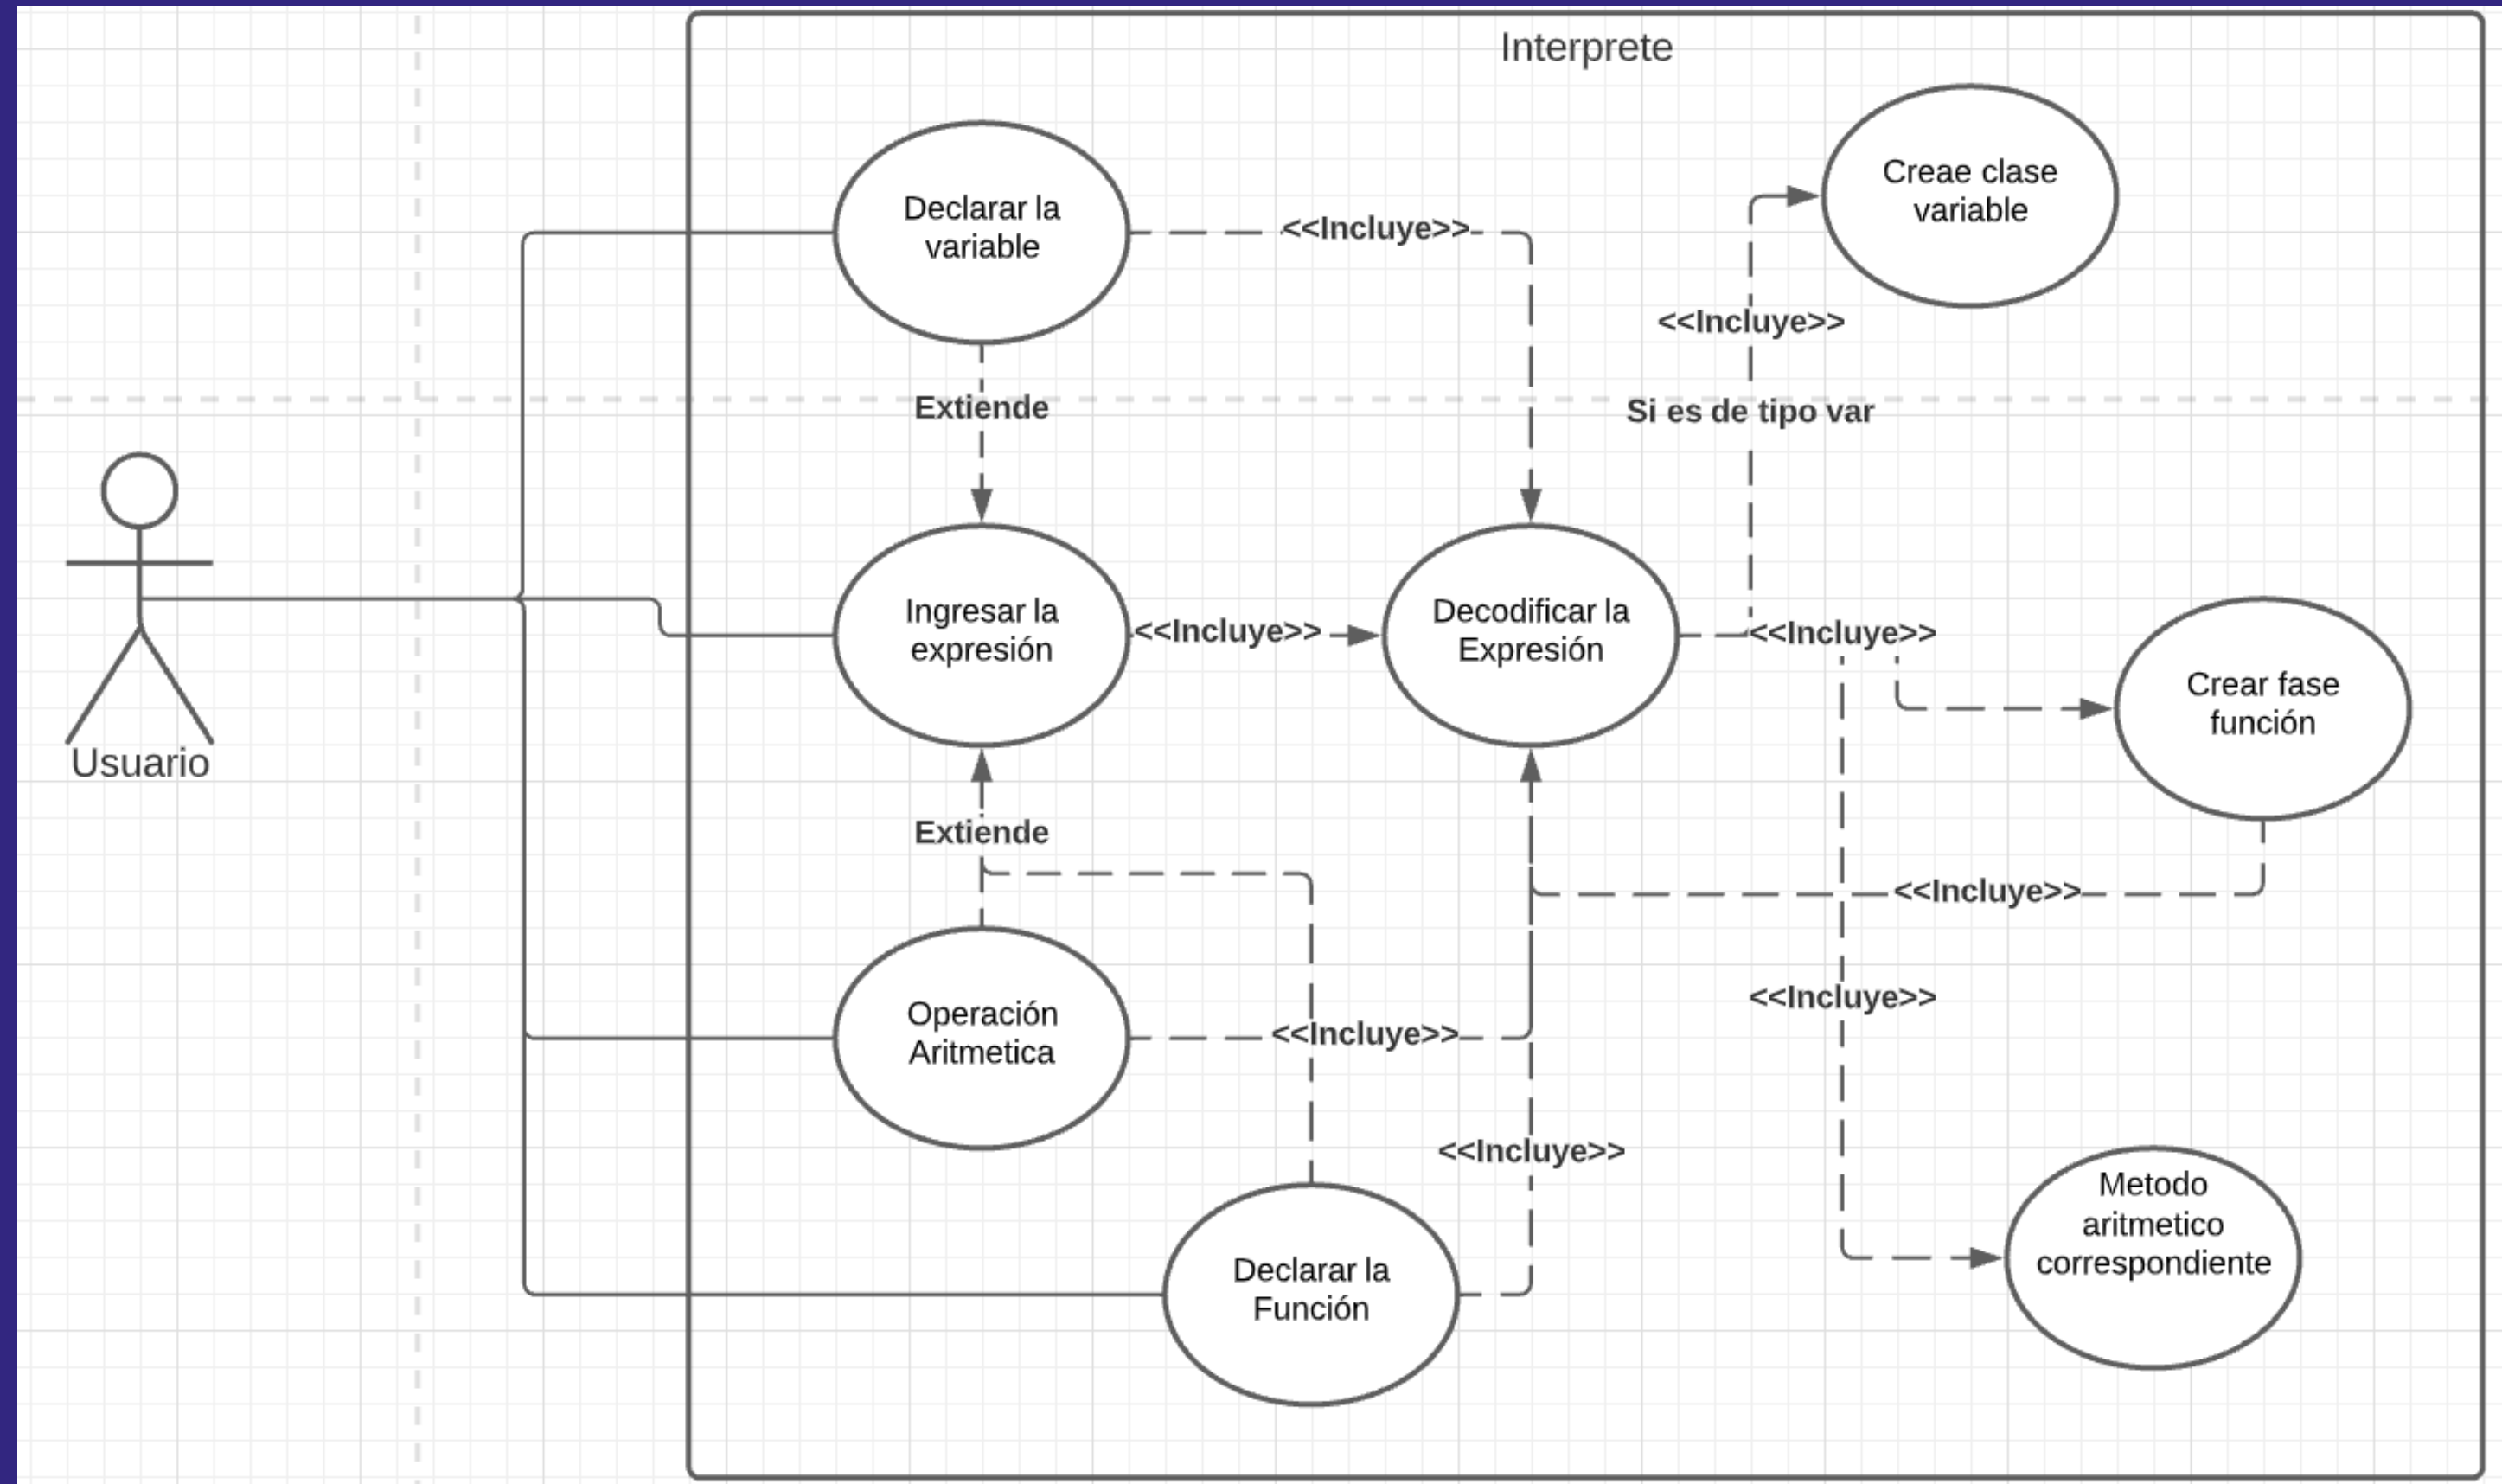 Interprete
Creae clase
variable
Declarar la
variable
<<Incluye>>
<<Incluye>>
Extiende
Si es de tipo var
Ingresar la
expresión
<<Incluye>>
Decodificar la
Expresión
<<Incluye>>
Crear fase
función
Usuario
Extiende
<<Incluye>>
<<Incluye>>
Operación
Aritmetica
<<Incluye>>
<<Incluye>>
Metodo
aritmetico
correspondiente
Declarar la
Función